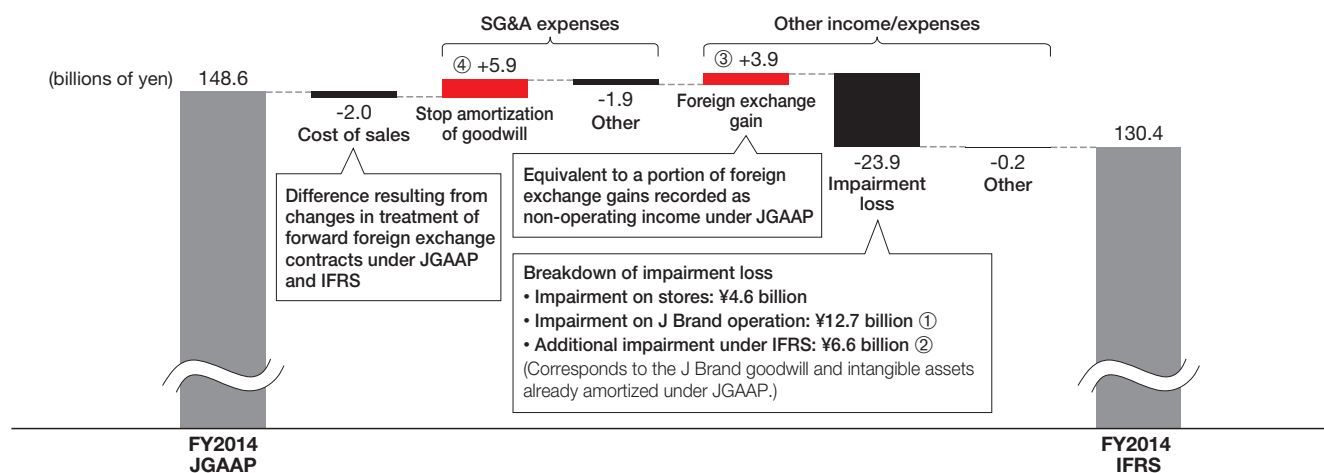 SG&A expenses
Other income/expenses
(billions of yen)
148.6
-2.0
Cost of sales
④ +5.9
Stop amortization
of goodwill
-1.9
Other
③ +3.9
Foreign exchange
gain
-23.9
Impairment
loss
-0.2
Other
130.4
Difference resulting from
changes in treatment of
forward foreign exchange
contracts under JGAAP
and IFRS
Equivalent to a portion of foreign
exchange gains recorded as
non-operating income under JGAAP
Breakdown of impairment loss
• Impairment on stores: ¥4.6 billion
• Impairment on J Brand operation: ¥12.7 billion ①
• Additional impairment under IFRS: ¥6.6 billion ②
(Corresponds to the J Brand goodwill and intangible assets
already amortized under JGAAP.)
FY2014
JGAAP
FY2014
IFRS